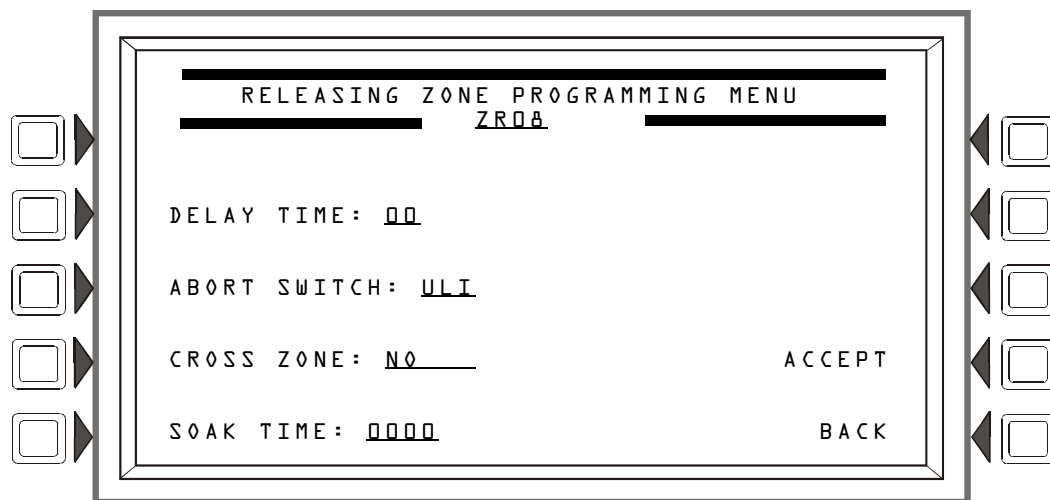 RELEASING ZONE PROGRAMMING MENU
ZR08
DELAY TIME: 00
ABORT SWITCH: ULI
CROSS ZONE: NO
ACCEPT
SOAK TIME: 0000
BACK